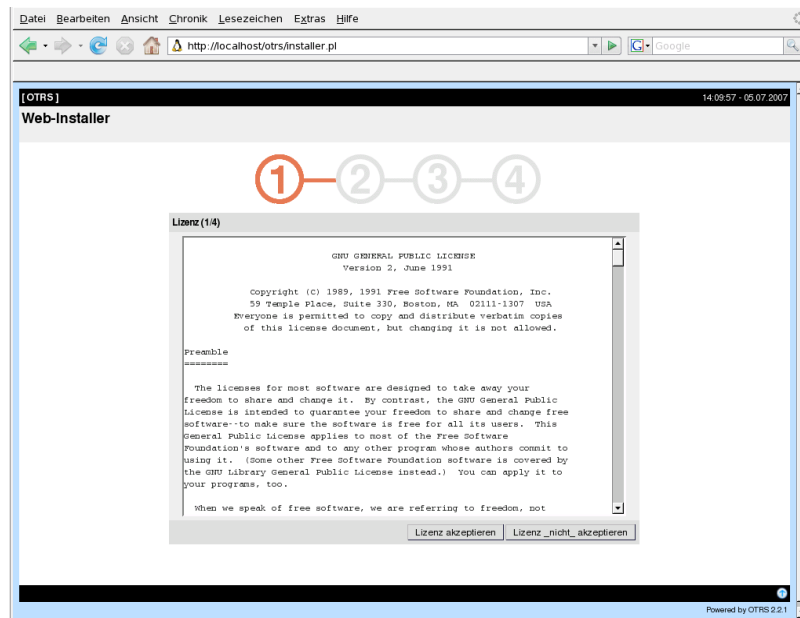 Datei Bearbeiten Ansicht Chronik Lesezeichen Extras Hilfe
http://localhost/otrs/installer.pl
G Google
[ OTRS ]
14:09:57 - 05.07.2007
Web-Installer
1 2 3 4
Lizenz (1/4)
GNU GENERAL PUBLIC LICENSE
Version 2, June 1991
Copyright (C) 1989, 1991 Free Software Foundation, Inc.
59 Temple Place, Suite 330, Boston, MA 02111-1307 USA
Everyone is permitted to copy and distribute verbatim copies
of this license document, but changing it is not allowed.
Preamble
========
The licenses for most software are designed to take away your
freedom to share and change it. By contrast, the GNU General Public
License is intended to guarantee your freedom to share and change free
software--to make sure the software is free for all its users. This
General Public License applies to most of the Free Software
Foundation's software and to any other program whose authors commit to
using it. (Some other Free Software Foundation software is covered by
the GNU Library General Public License instead.) You can apply it to
your programs, too.
When we speak of free software, we are referring to freedom, not
Lizenz akzeptieren
Lizenz _nicht_ akzeptieren
Powered by OTRS 2.2.1